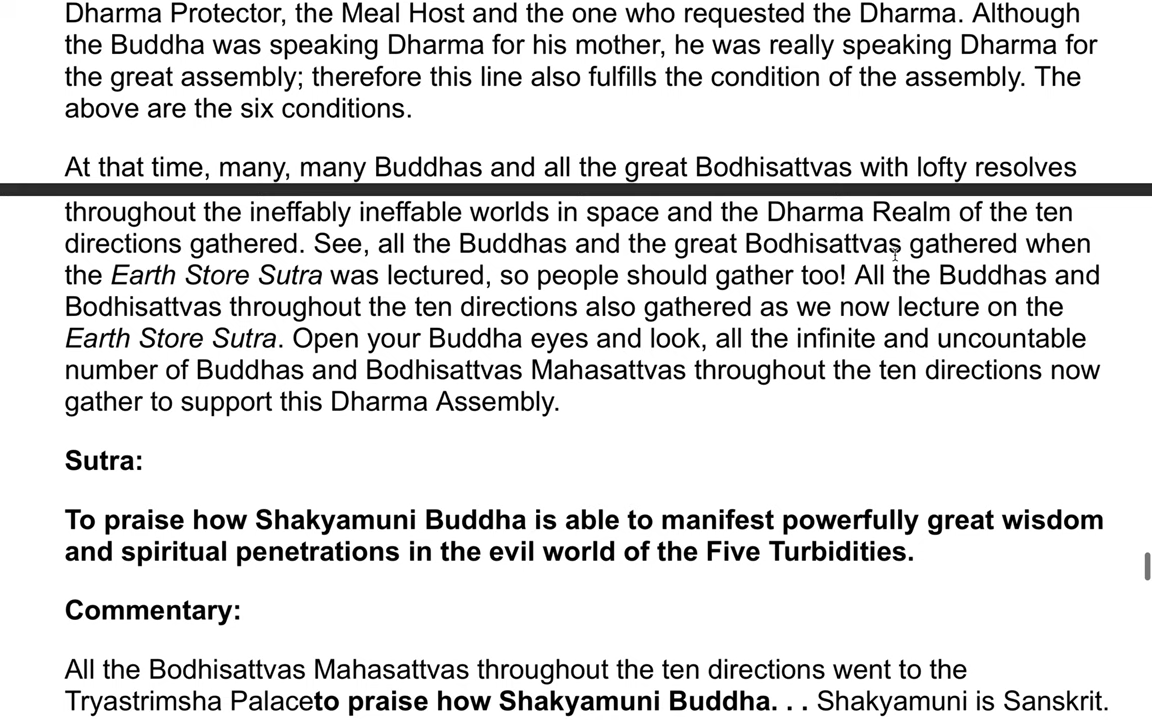 Dharma Protector, the Meal Host and the one who requested the Dharma. Although
the Buddha was speaking Dharma for his mother, he was really speaking Dharma for
the great assembly; therefore this line also fulfills the condition of the assembly. The
above are the six conditions.
At that time, many, many Buddhas and all the great Bodhisattvas with lofty resolves
throughout the ineffably ineffable worlds in space and the Dharma Realm of the ten
directions gathered. See, all the Buddhas and the great Bodhisattvas gathered when
the Earth Store Sutra was lectured, so people should gather too! All the Buddhas and
Bodhisattvas throughout the ten directions also gathered as we now lecture on the
Earth Store Sutra. Open your Buddha eyes and look, all the infinite and uncountable
number of Buddhas and Bodhisattvas Mahasattvas throughout the ten directions now
gather to support this Dharma Assembly.
Sutra:
To praise how Shakyamuni Buddha is able to manifest powerfully great wisdom
and spiritual penetrations in the evil world of the Five Turbidities.
Commentary:
All the Bodhisattvas Mahasattvas throughout the ten directions went to the
Tryastrimsha Palaceto praise how Shakyamuni Buddha. . . Shakyamuni is Sanskrit.